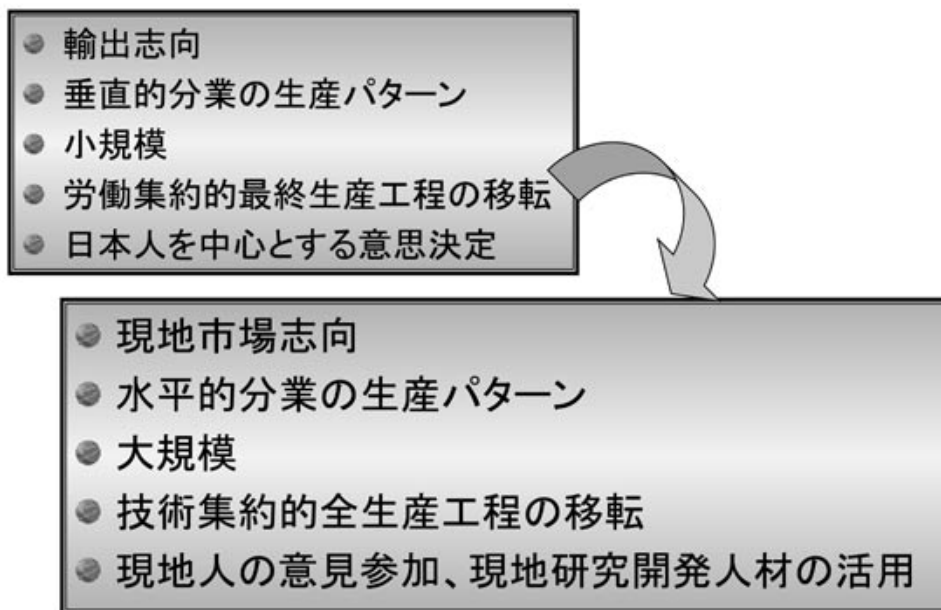 輸出志向
垂直的分業の生産パターン
小規模
労働集約的最終生産工程の移転
日本人を中心とする意思決定
現地市場志向
水平的分業の生産パターン
大規模
技術集約的全生産工程の移転
現地人の意見参加、現地研究開発人材の活用